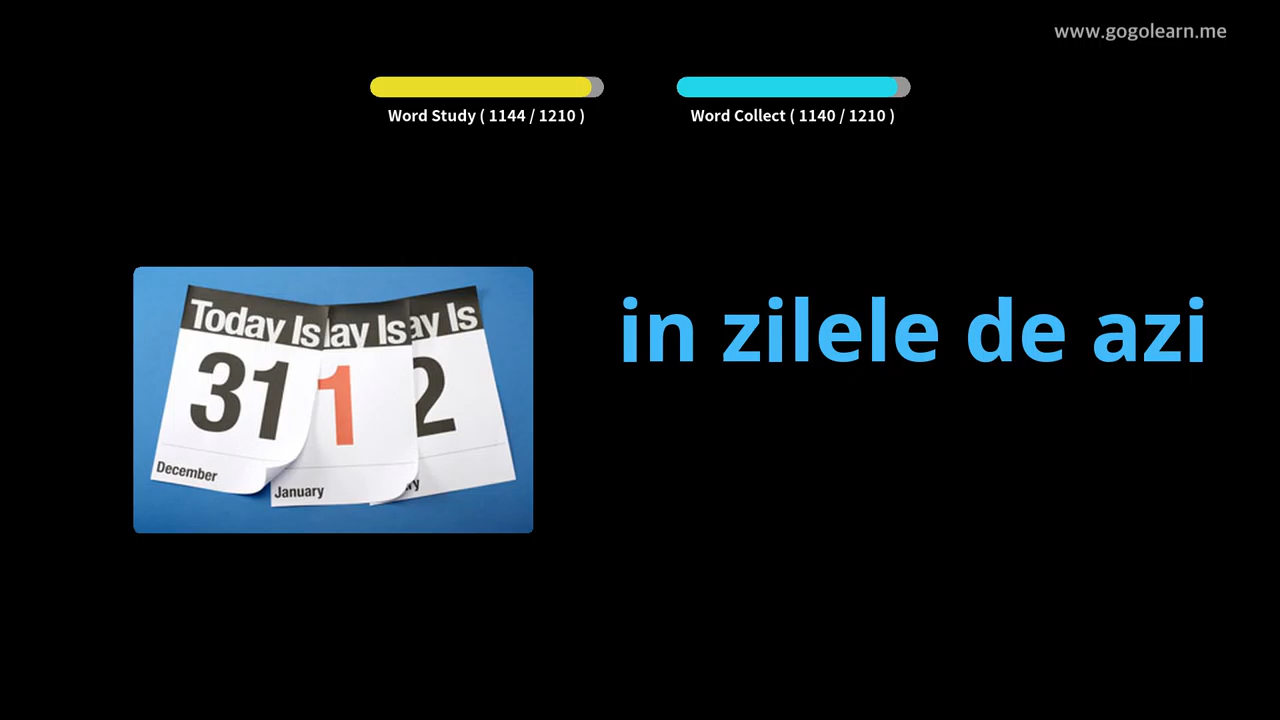 www.gogolearn.me
Word Study ( 1144 / 1210 )
Word Collect ( 1140 / 1210 )
in zilele de azi
Today Is
ay Is
ay Is
31
1
2
December
January
ry